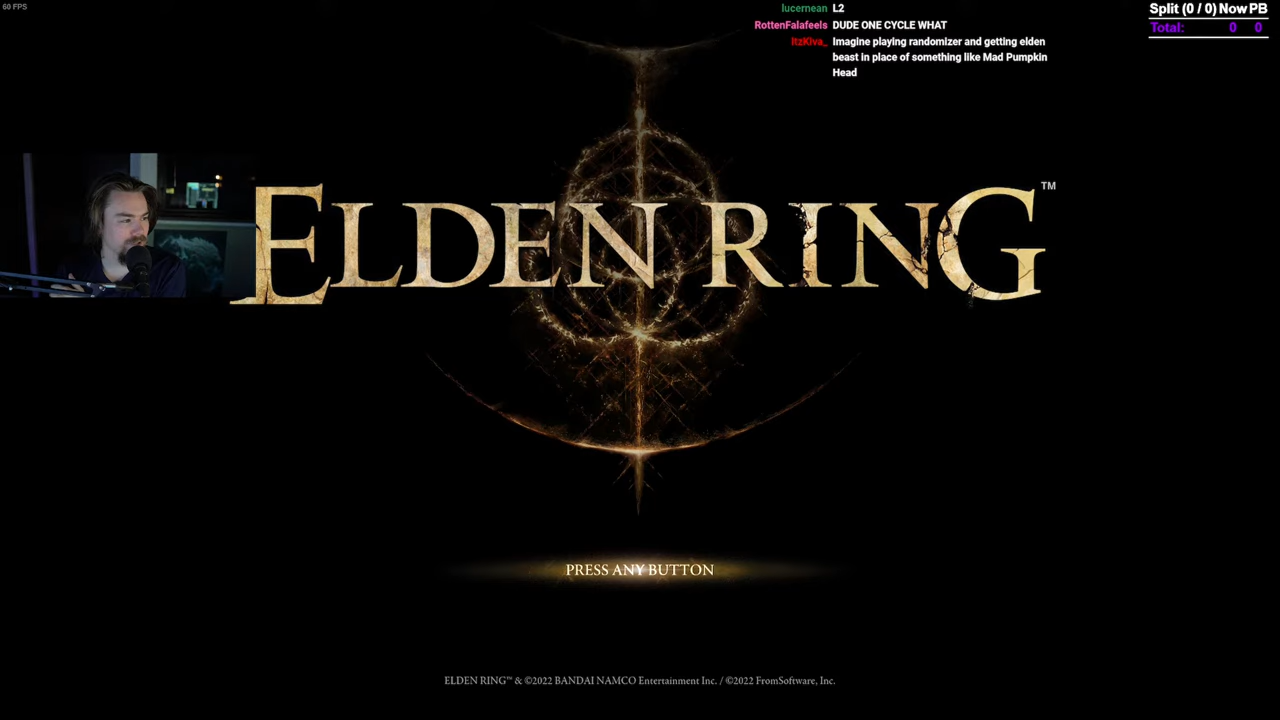 60 FPS
lucernean L2
RottenFalafeels DUDE ONE CYCLE WHAT
ItzKiva_ Imagine playing randomizer and getting elden
beast in place of something like Mad Pumpkin
Head
Split (0 / 0) Now PB
Total: 0 0
ELDEN RING™
PRESS ANY BUTTON
ELDEN RING™ & ©2022 BANDAI NAMCO Entertainment Inc. / ©2022 FromSoftware, Inc.